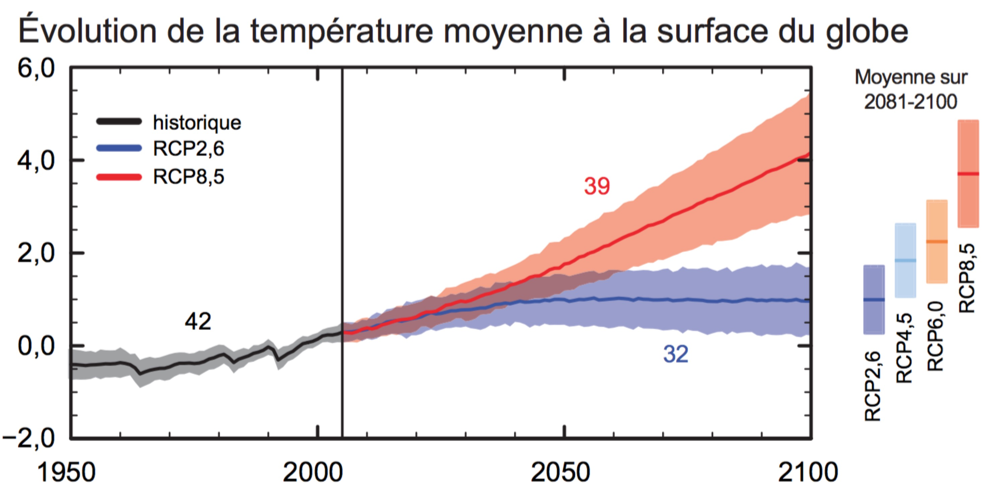 Évolution de la température moyenne à la surface du globe
6,0
4,0
2,0
0,0
−2,0
1950
2000
2050
2100
historique
RCP2,6
RCP8,5
42
39
32
Moyenne sur
2081-2100
RCP2,6
RCP4,5
RCP6,0
RCP8,5